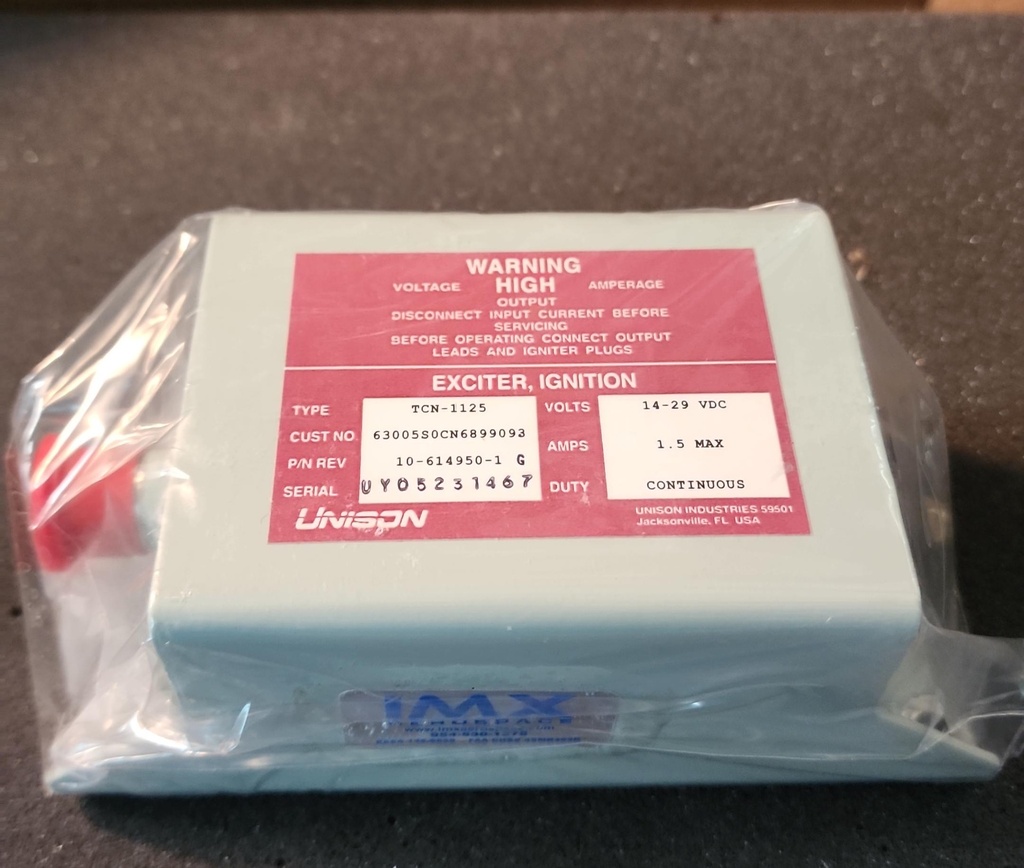 WARNING
VOLTAGE HIGH AMPERAGE
OUTPUT
DISCONNECT INPUT CURRENT BEFORE
SERVICING
BEFORE OPERATING CONNECT OUTPUT
LEADS AND IGNITER PLUGS
EXCITER, IGNITION
TYPE TCN-1125 VOLTS 14-29 VDC
CUST NO 63005S0CN6899093
AMPS 1.5 MAX
P/N REV 10-614950-1 G
SERIAL UY05231467 DUTY CONTINUOUS
UNISON
UNISON INDUSTRIES 59501
Jacksonville, FL USA
IMX